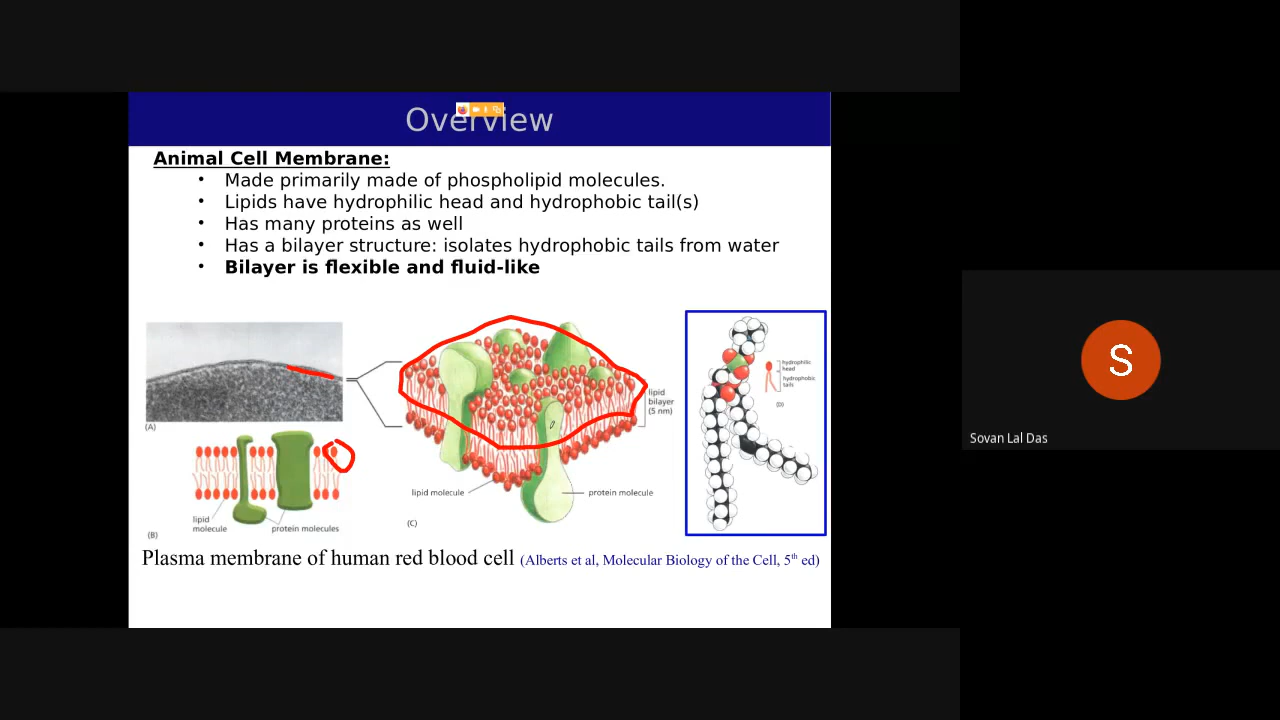 Overview
Animal Cell Membrane:
• Made primarily made of phospholipid molecules.
• Lipids have hydrophilic head and hydrophobic tail(s)
• Has many proteins as well
• Has a bilayer structure: isolates hydrophobic tails from water
• Bilayer is flexible and fluid-like
(A)
lipid
molecule
protein molecules
(B)
lipid
bilayer
(5 nm)
lipid molecule
protein molecule
(C)
hydrophilic
head
hydrophobic
tails
(D)
Plasma membrane of human red blood cell (Alberts et al, Molecular Biology of the Cell, 5th ed)
S
Sovan Lal Das